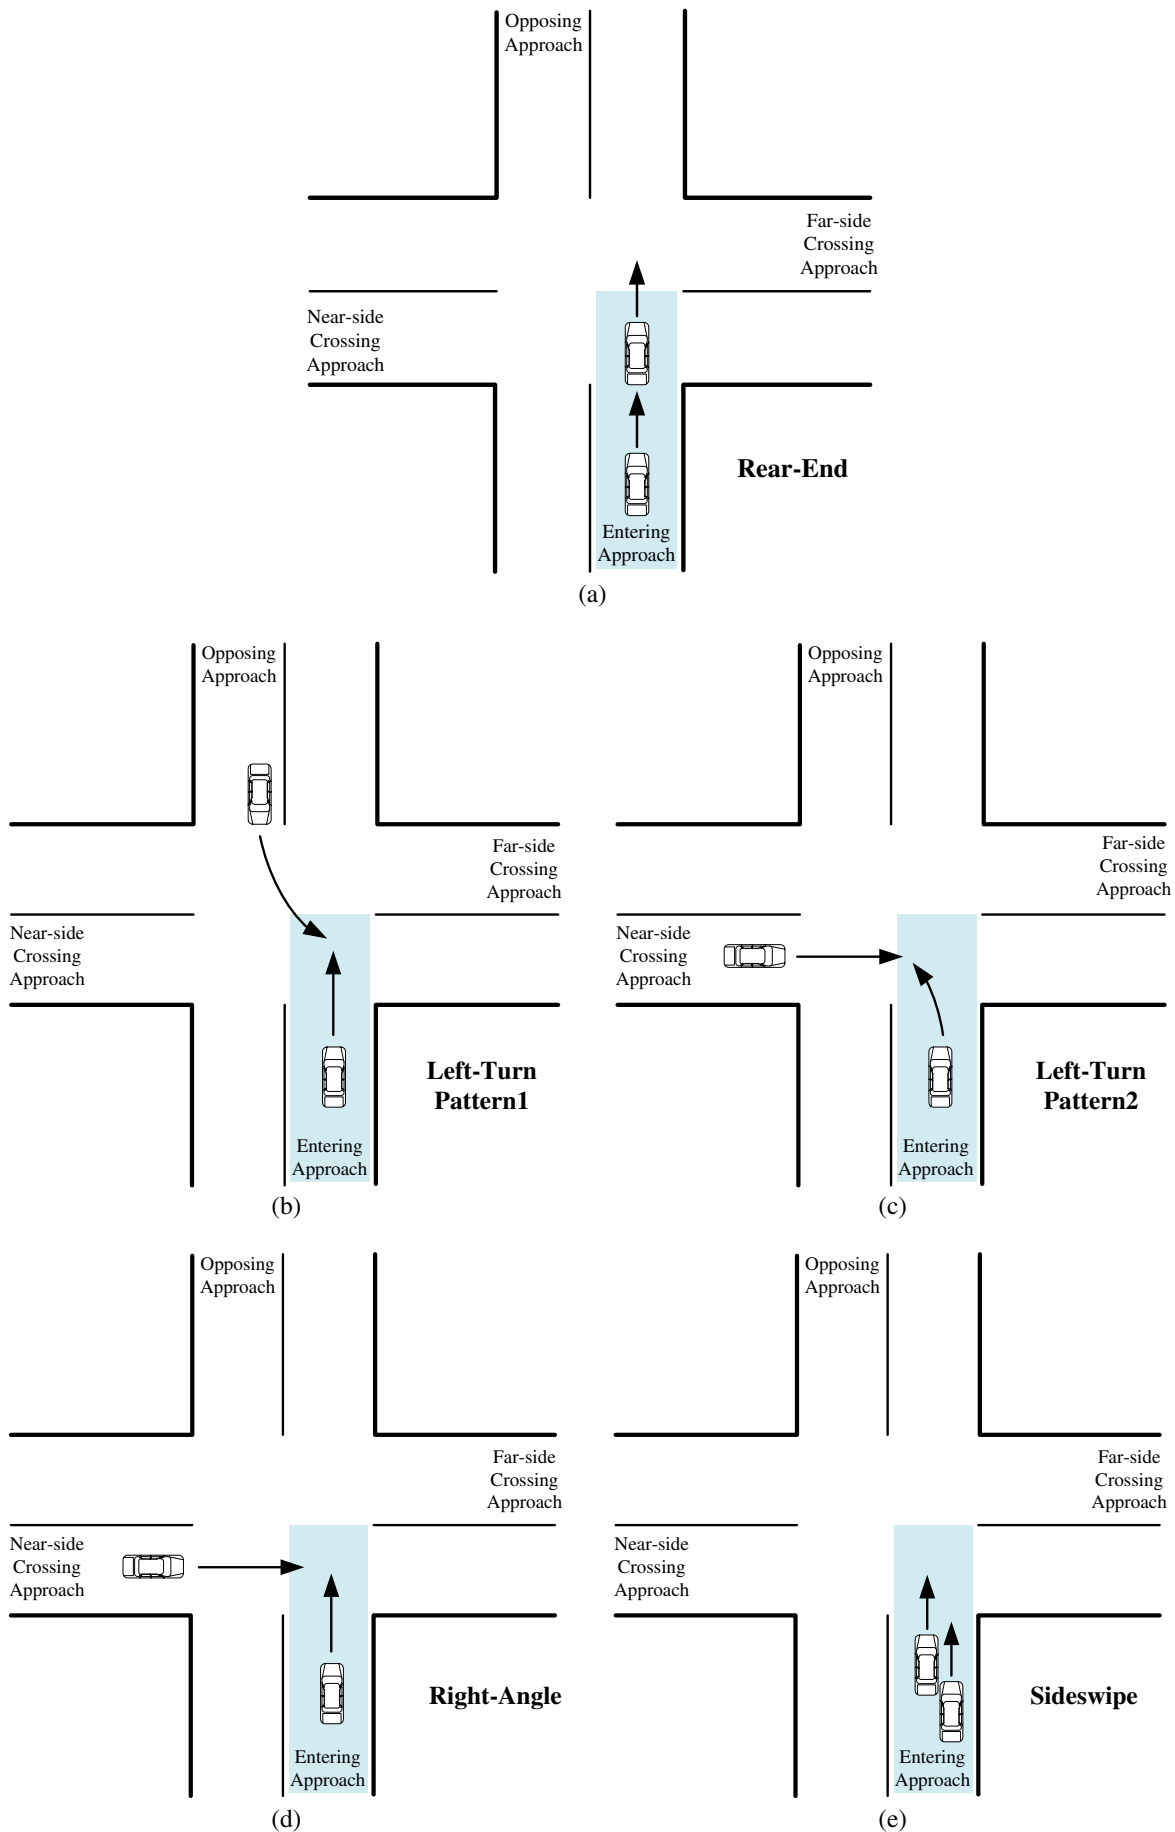 Opposing
Approach
Far-side
Crossing
Approach
Near-side
Crossing
Approach
Rear-End
Entering
Approach
(a)
Opposing
Approach
Far-side
Crossing
Approach
Near-side
Crossing
Approach
Left-Turn
Pattern1
Entering
Approach
(b)
Opposing
Approach
Far-side
Crossing
Approach
Near-side
Crossing
Approach
Left-Turn
Pattern2
Entering
Approach
(c)
Opposing
Approach
Far-side
Crossing
Approach
Near-side
Crossing
Approach
Right-Angle
Entering
Approach
(d)
Opposing
Approach
Far-side
Crossing
Approach
Near-side
Crossing
Approach
Sideswipe
Entering
Approach
(e)